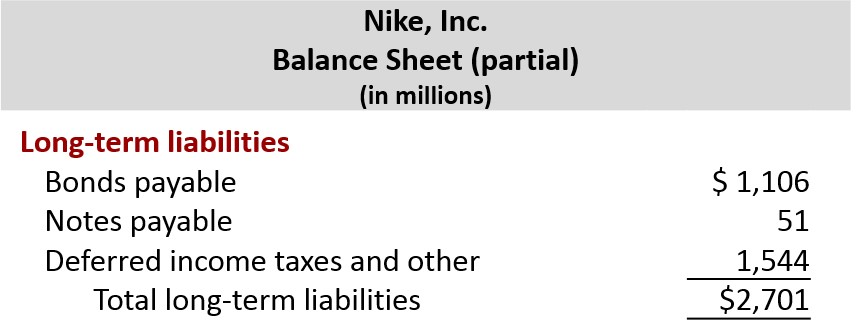 Nike, Inc.
Balance Sheet (partial)
(in millions)
Long-term liabilities
Bonds payable $ 1,106
Notes payable 51
Deferred income taxes and other 1,544
Total long-term liabilities $2,701